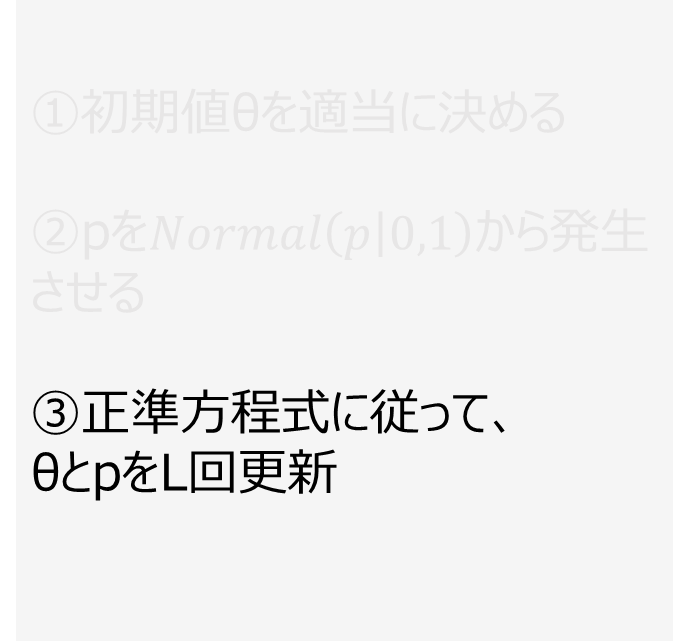 ①初期値θを適当に決める
②pをNormal(p|0,1)から発生
させる
③正準方程式に従って、
θとpをL回更新